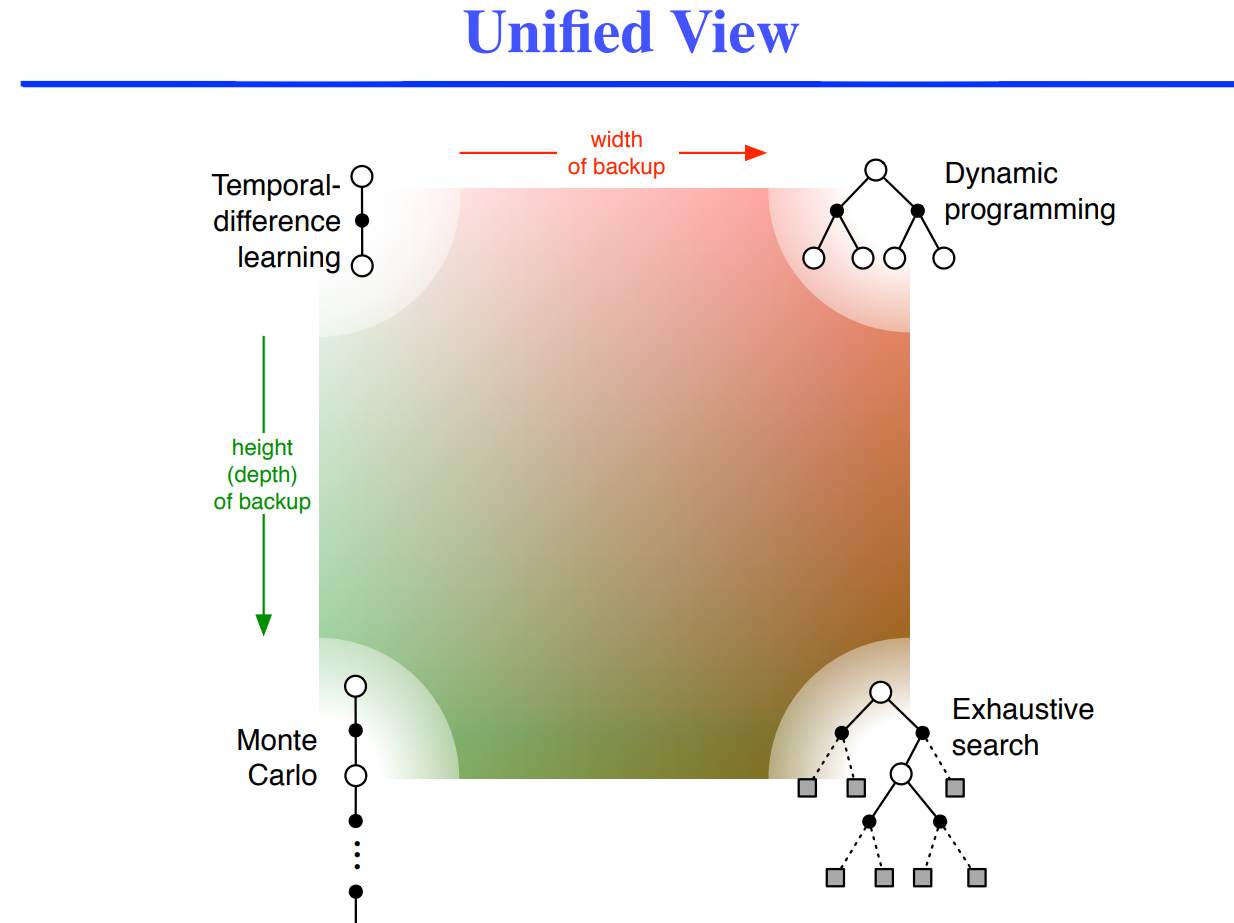 Unified View
width
of backup
Temporal-
difference
learning
Dynamic
programming
height
(depth)
of backup
Monte
Carlo
Exhaustive
search